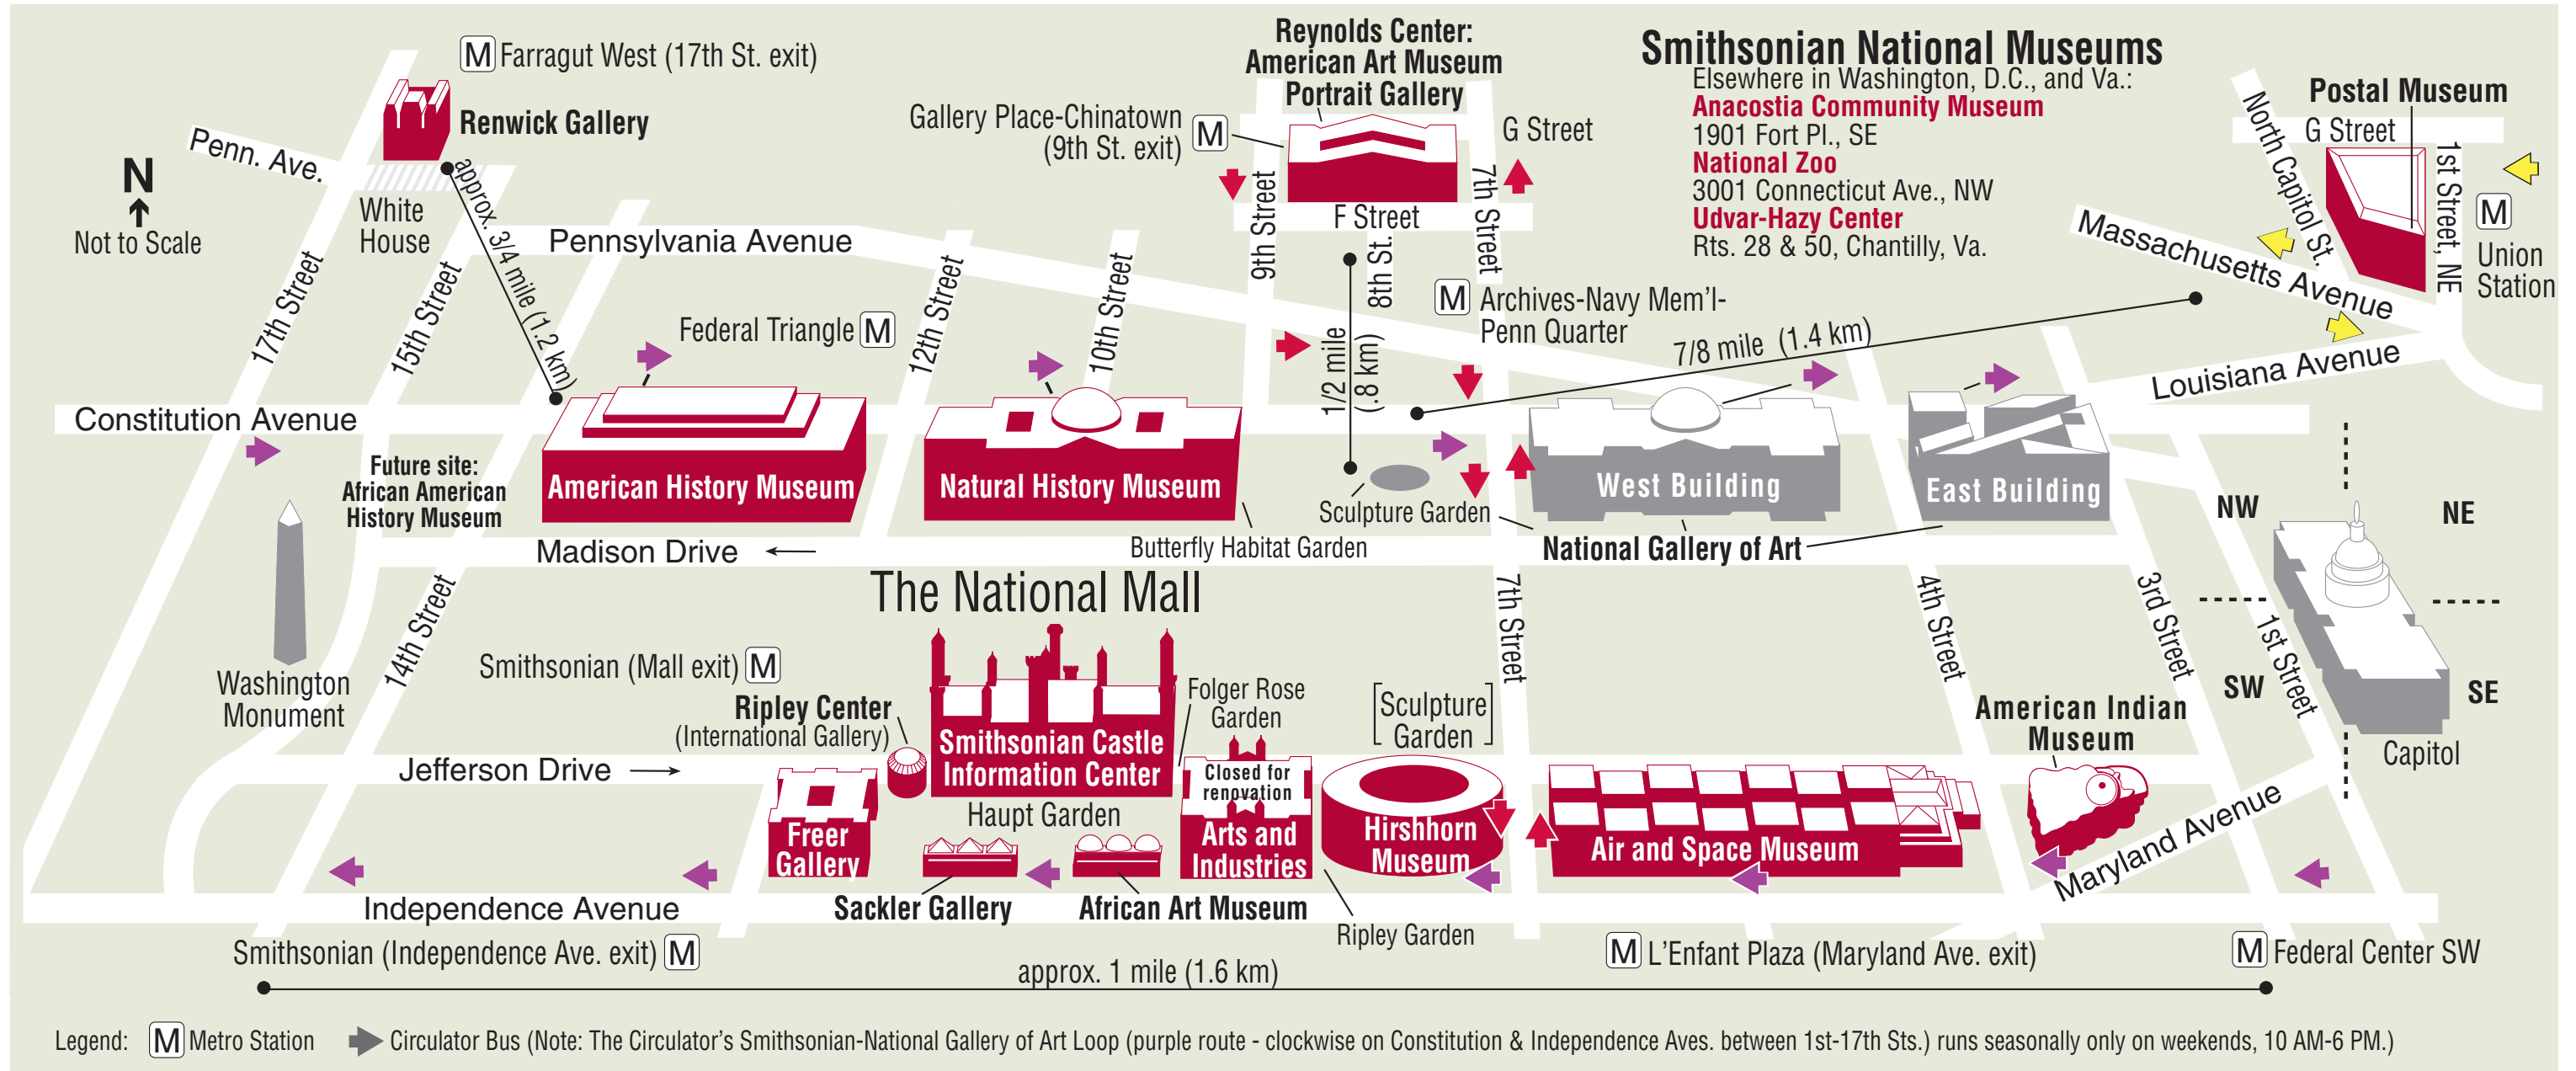 M Farragut West (17th St. exit)
Renwick Gallery
Penn. Ave.
N
Not to Scale
White
House
approx. 3/4 mile (1.2 km)
Pennsylvania Avenue
17th Street
15th Street
Federal Triangle M
12th Street
10th Street
Reynolds Center:
American Art Museum
Portrait Gallery
Gallery Place-Chinatown
(9th St. exit)
M
G Street
9th Street
7th Street
F Street
8th St.
1/2 mile
(.8 km)
M Archives-Navy Mem'l-
Penn Quarter
Smithsonian National Museums
Elsewhere in Washington, D.C., and Va.:
Anacostia Community Museum
1901 Fort Pl., SE
National Zoo
3001 Connecticut Ave., NW
Udvar-Hazy Center
Rts. 28 & 50, Chantilly, Va.
Postal Museum
G Street
North Capitol St.
1st Street, NE
M
Union
Station
Massachusetts Avenue
7/8 mile (1.4 km)
Louisiana Avenue
Constitution Avenue
Future site:
African American
History Museum
American History Museum
Natural History Museum
Sculpture Garden
West Building
East Building
Butterfly Habitat Garden
National Gallery of Art
Madison Drive
The National Mall
NW
NE
SW
SE
Capitol
Washington
Monument
14th Street
7th Street
4th Street
3rd Street
1st Street
Smithsonian (Mall exit) M
Ripley Center
(International Gallery)
Smithsonian Castle
Information Center
Folger Rose
Garden
Sculpture
Garden
American Indian
Museum
Jefferson Drive
Freer
Gallery
Haupt Garden
Closed for
renovation
Arts and
Industries
Hirshhorn
Museum
Air and Space Museum
Maryland Avenue
Independence Avenue
Sackler Gallery
African Art Museum
Ripley Garden
Smithsonian (Independence Ave. exit) M
M L'Enfant Plaza (Maryland Ave. exit)
M Federal Center SW
approx. 1 mile (1.6 km)
Legend: M Metro Station Circulator Bus (Note: The Circulator's Smithsonian-National Gallery of Art Loop (purple route - clockwise on Constitution & Independence Aves. between 1st-17th Sts.) runs seasonally only on weekends, 10 AM-6 PM.)